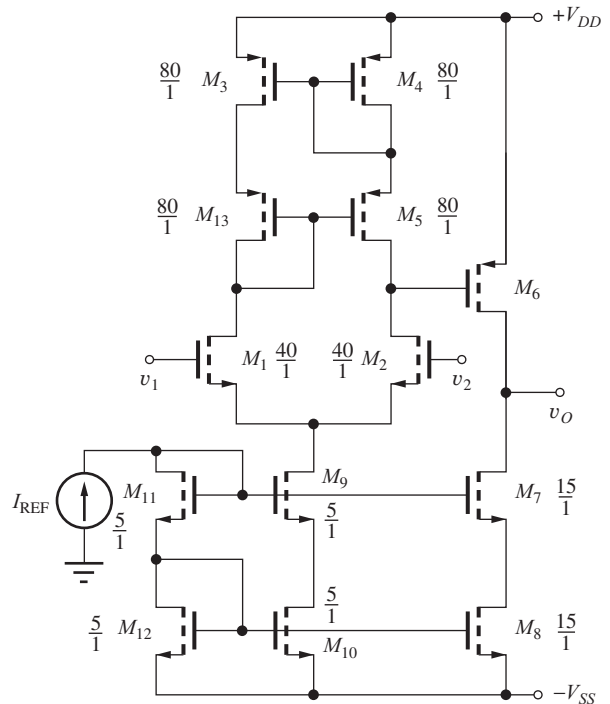 +V_DD
80/1 M_3 M_4 80/1
80/1 M_13 M_5 80/1
M_6
v_1 M_1 40/1 40/1 M_2 v_2
v_O
M_11 M_9 M_7 15/1
I_REF 5/1 5/1
5/1 M_12 5/1 M_10 M_8 15/1
−V_SS